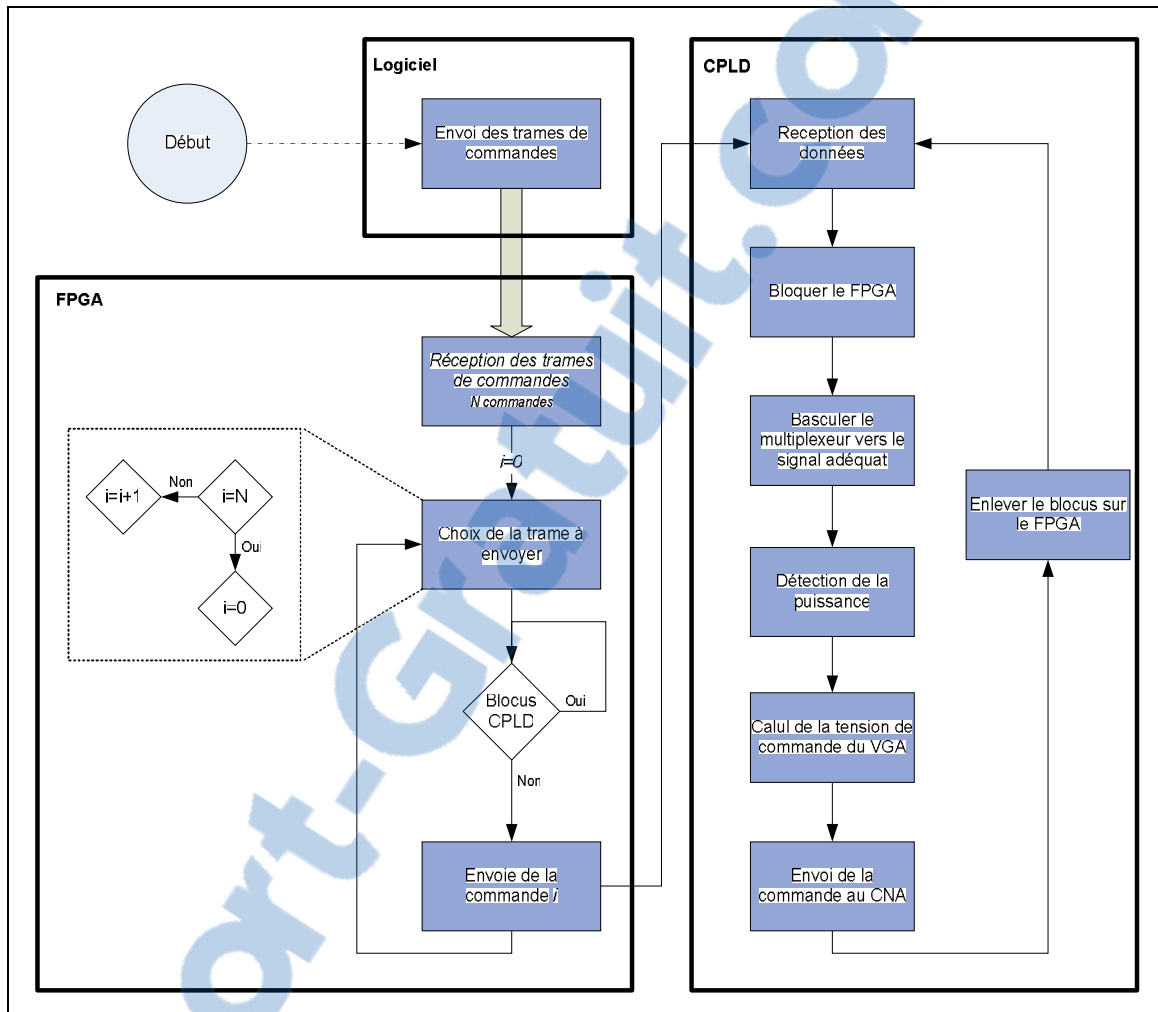 Logiciel
Début
Envoi des trames de
commandes
FPGA
Réception des trames
de commandes
N commandes
i=0
Choix de la trame à
envoyer
i=i+1
Non
i=N
Oui
i=0
Blocus
CPLD
Oui
Non
Envoie de la
commande i
CPLD
Reception des
données
Bloquer le FPGA
Basculer le
multiplexeur vers le
signal adéquat
Détection de la
puissance
Calul de la tension de
commande du VGA
Envoi de la
commande au CNA
Enlever le blocus sur
le FPGA
ort-Gratuit.com